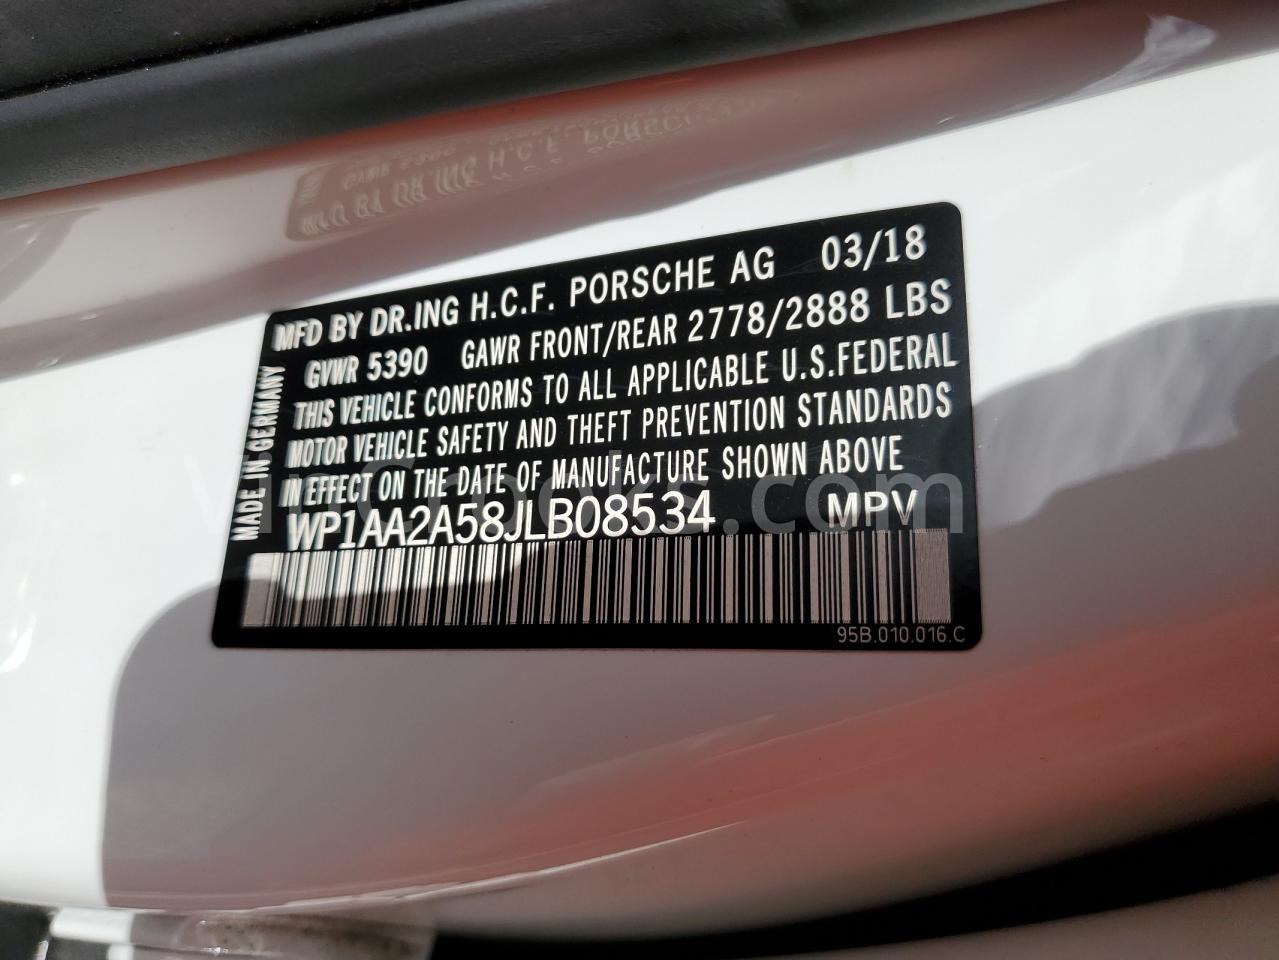 MFD BY DR.ING H.C.F. PORSCHE AG 03/18
GVWR 5390 GAWR FRONT/REAR 2778/2888 LBS
THIS VEHICLE CONFORMS TO ALL APPLICABLE U.S.FEDERAL
MOTOR VEHICLE SAFETY AND THEFT PREVENTION STANDARDS
IN EFFECT ON THE DATE OF MANUFACTURE SHOWN ABOVE
WP1AA2A58JLB08534 MPV
95B.010.016.C
MADE IN GERMANY